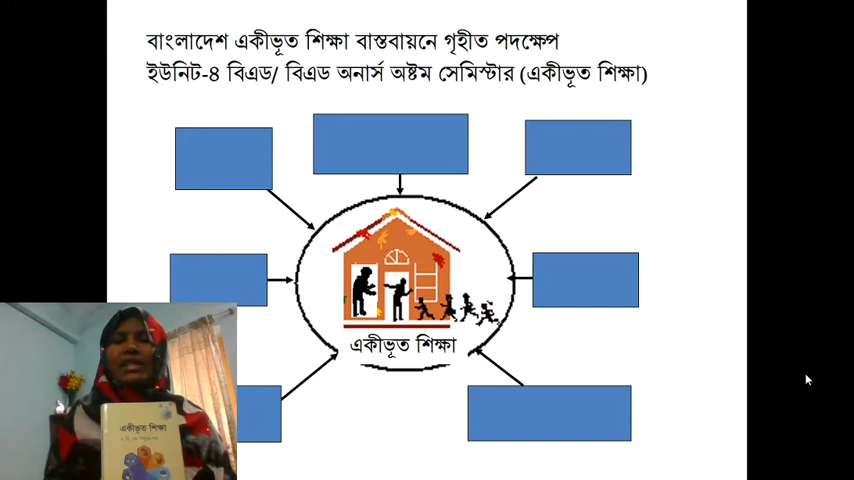 বাংলাদেশ একীভূত শিক্ষা বাস্তবায়নে গৃহীত পদক্ষেপ
ইউনিট-৪ বিএড/ বিএড অনার্স অষ্টম সেমিস্টার (একীভূত শিক্ষা)
একীভূত শিক্ষা
একীভূত শিক্ষা